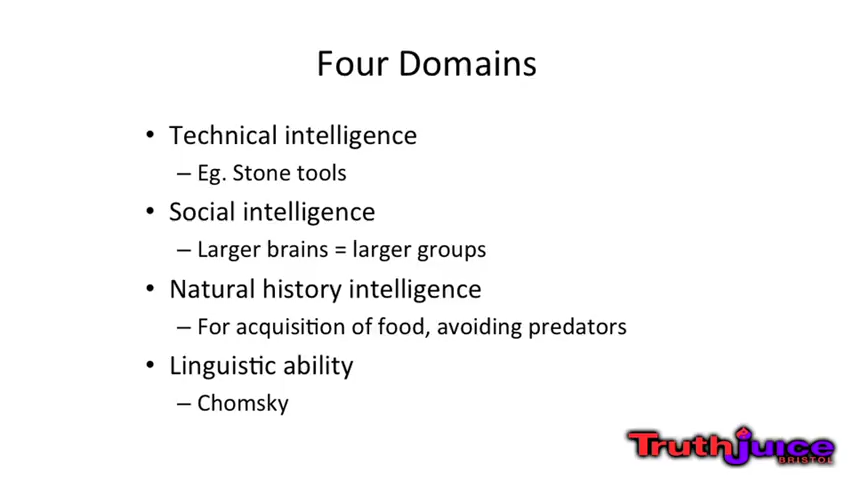 Four Domains
• Technical intelligence
– Eg. Stone tools
• Social intelligence
– Larger brains = larger groups
• Natural history intelligence
– For acquisition of food, avoiding predators
• Linguistic ability
– Chomsky
Truthjuice
BRISTOL